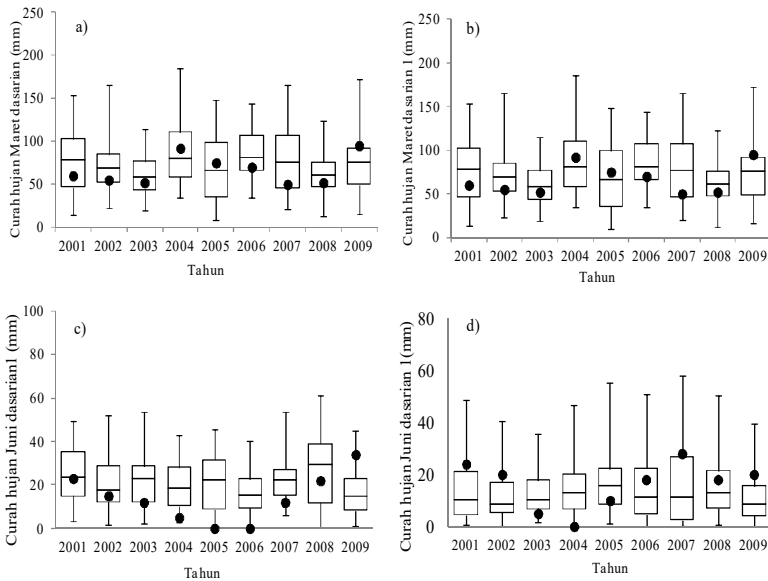 a)
Curah hujan Maret dasarian (mm)
250
200
150
100
50
0
2001 2002 2003 2004 2005 2006 2007 2008 2009
Tahun
b)
Curah hujan Maret dasarian 1 (mm)
250
200
150
100
50
0
2001 2002 2003 2004 2005 2006 2007 2008 2009
Tahun
c)
Curah hujan Juni dasarian1 (mm)
100
80
60
40
20
0
2001 2002 2003 2004 2005 2006 2007 2008 2009
Tahun
d)
Curah hujan Juni dasarian 1 (mm)
80
60
40
20
0
2001 2002 2003 2004 2005 2006 2007 2008 2009
Tahun